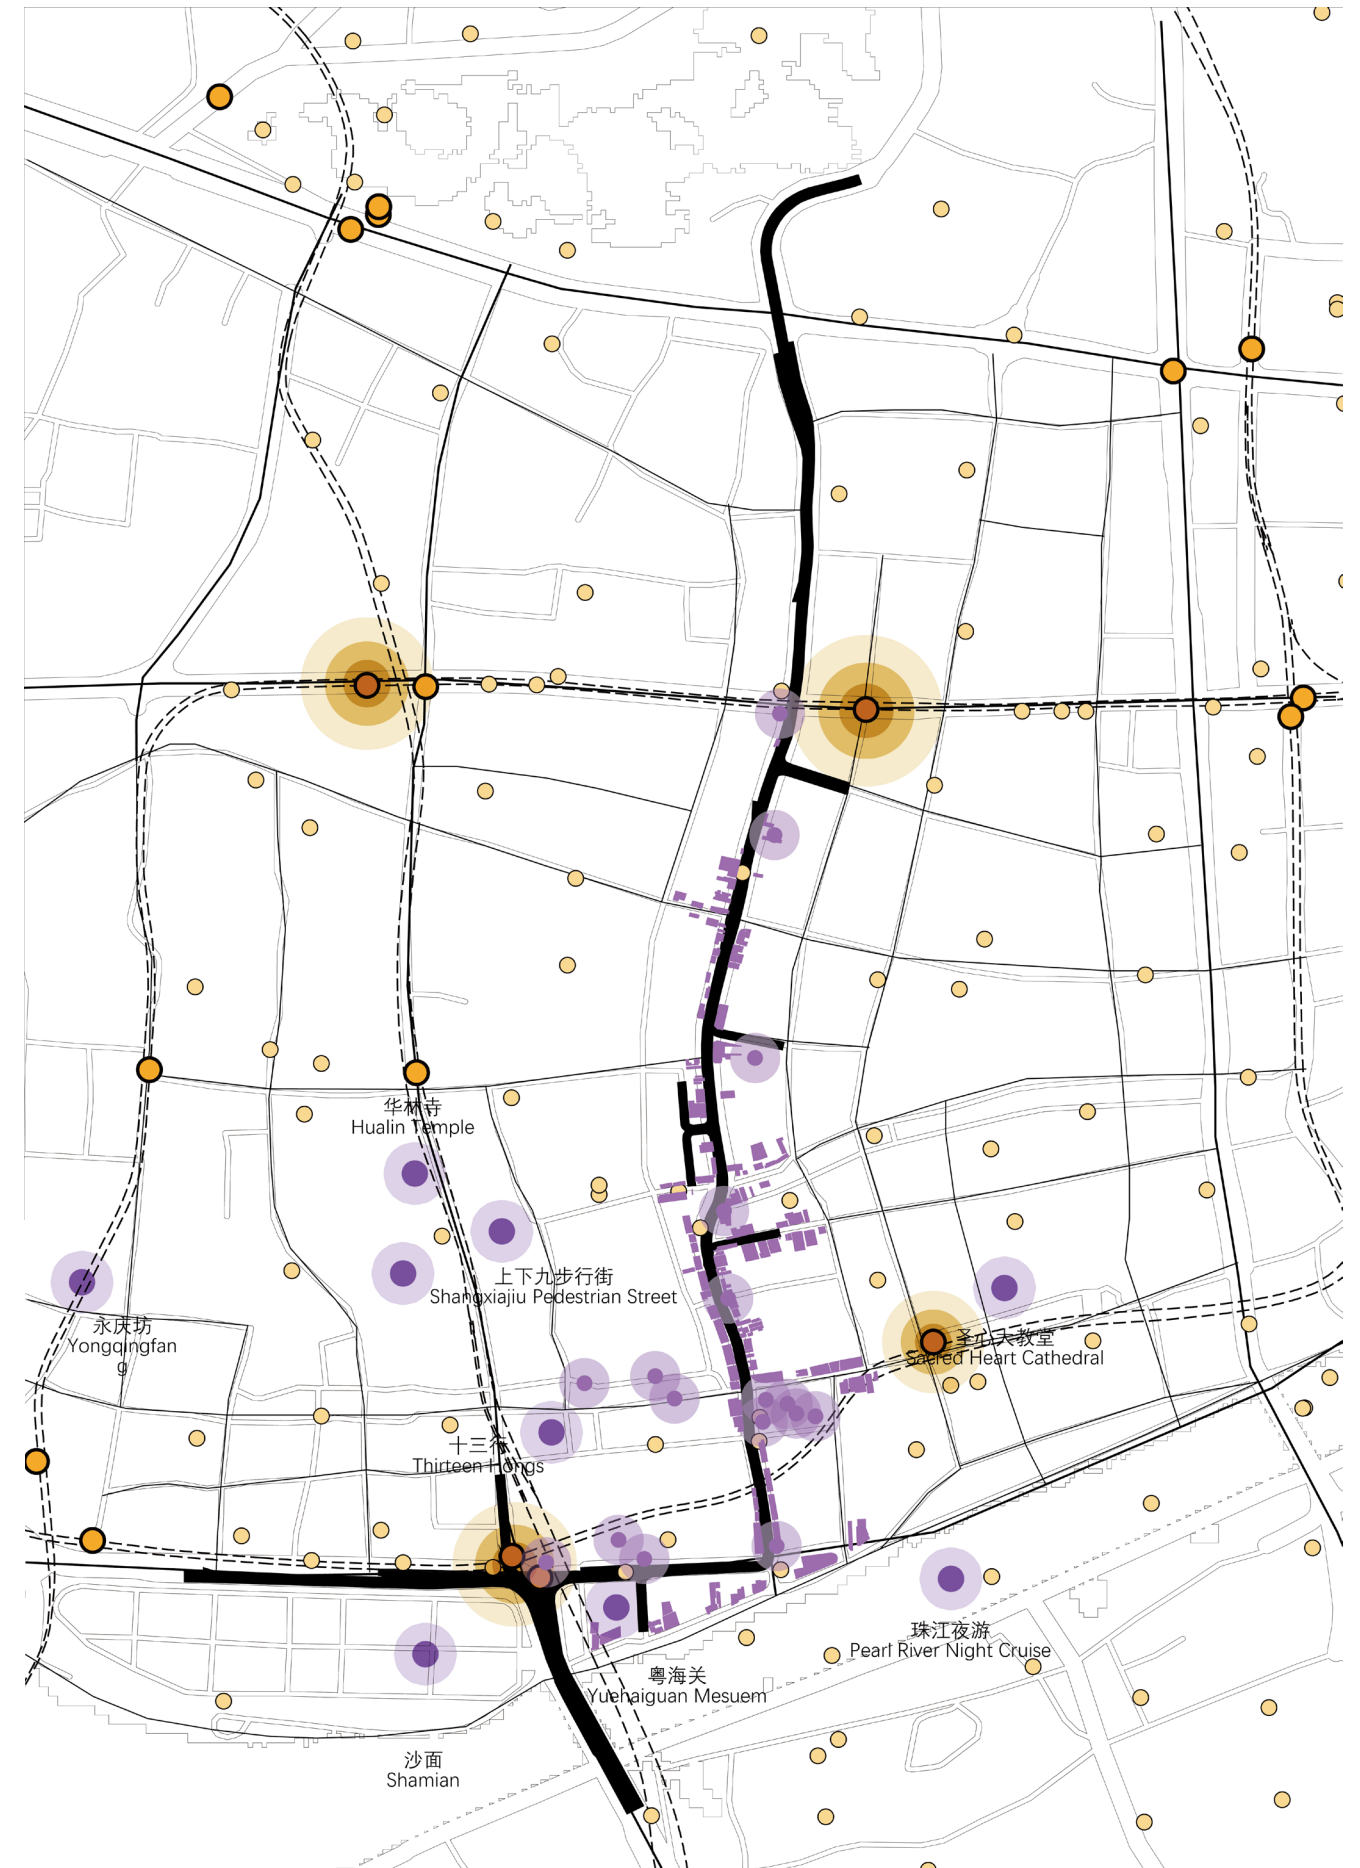 华林寺
Hualin Temple
上下九步行街
Shangxiajiu Pedestrian Street
永庆坊
Yongqingfan
g
圣心大教堂
Sacred Heart Cathedral
十三行
Thirteen Hongs
珠江夜游
Pearl River Night Cruise
粤海关
Yuehaiguan Mesuem
沙面
Shamian